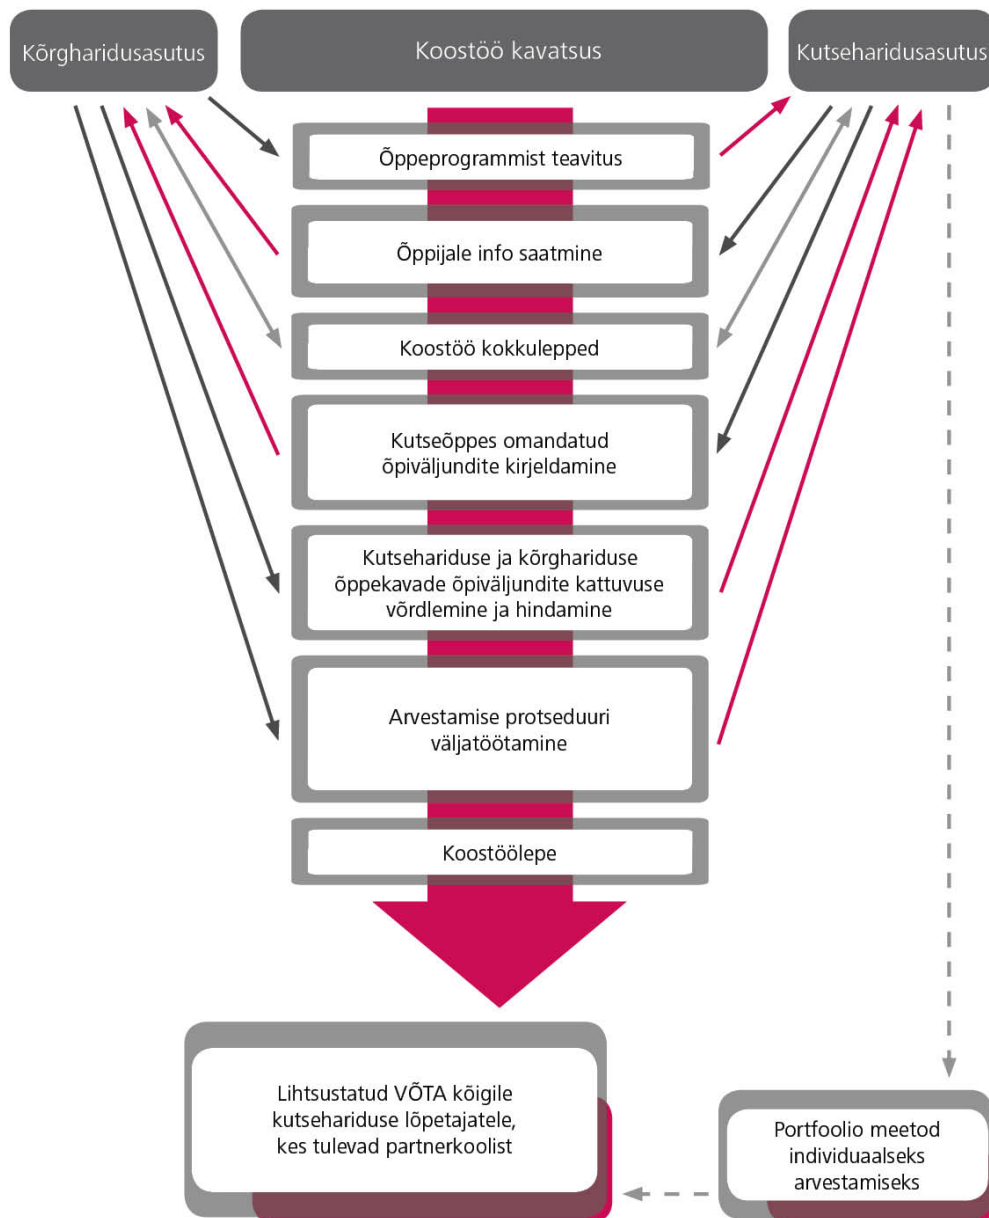 Kõrgharidusasutus
Koostöö kavatsus
Kutseharidusasutus
Õppeprogrammist teavitus
Õppijale info saatmine
Koostöö kokkulepped
Kutseõppes omandatud
õpiväljundite kirjeldamine
Kutsehariduse ja kõrghariduse
õppekavade õpiväljundite kattuvuse
võrdlemine ja hindamine
Arvestamise protseduuri
väljatöötamine
Koostöölepe
Lihtsustatud VÕTA kõigile
kutsehariduse lõpetajatele,
kes tulevad partnerkoolist
Portfoolio meetod
individuaalseks
arvestamiseks